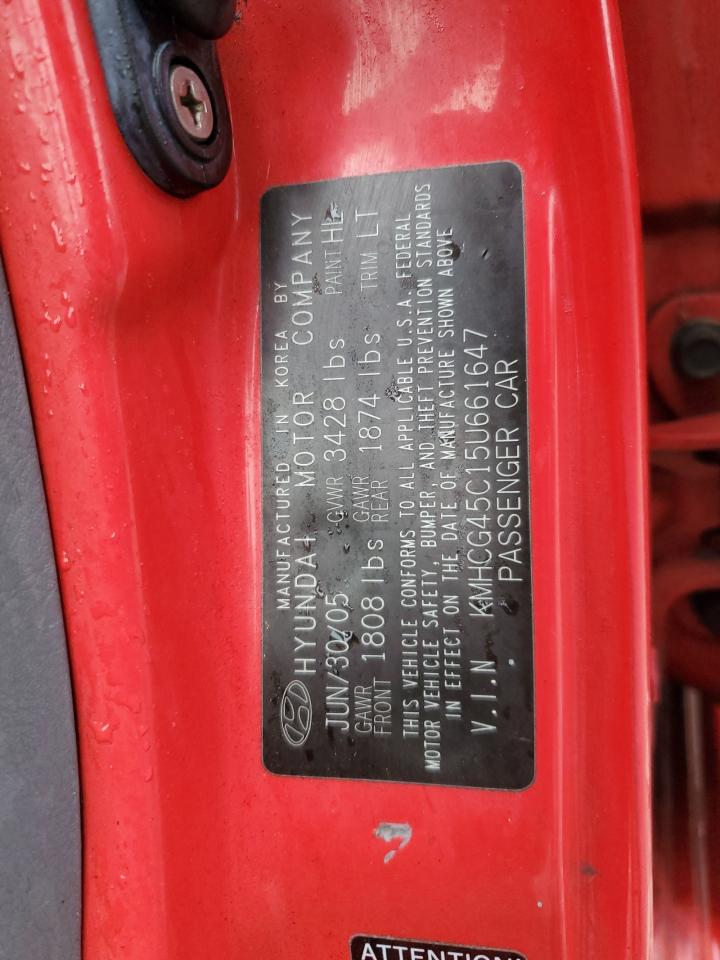 MANUFACTURED IN KOREA BY
HYUNDAI MOTOR COMPANY
JUN/30/05 GVWR 3428 lbs PAINT
GAWR FRONT 1808 lbs GAWR REAR 1874 lbs TRIM LT
THIS VEHICLE CONFORMS TO ALL APPLICABLE U.S.A. FEDERAL
MOTOR VEHICLE SAFETY, BUMPER AND THEFT PREVENTION STANDARDS
IN EFFECT ON THE DATE OF MANUFACTURE SHOWN ABOVE
V.I.N. KMHCG45C15U661647
PASSENGER CAR
ATTENTION!